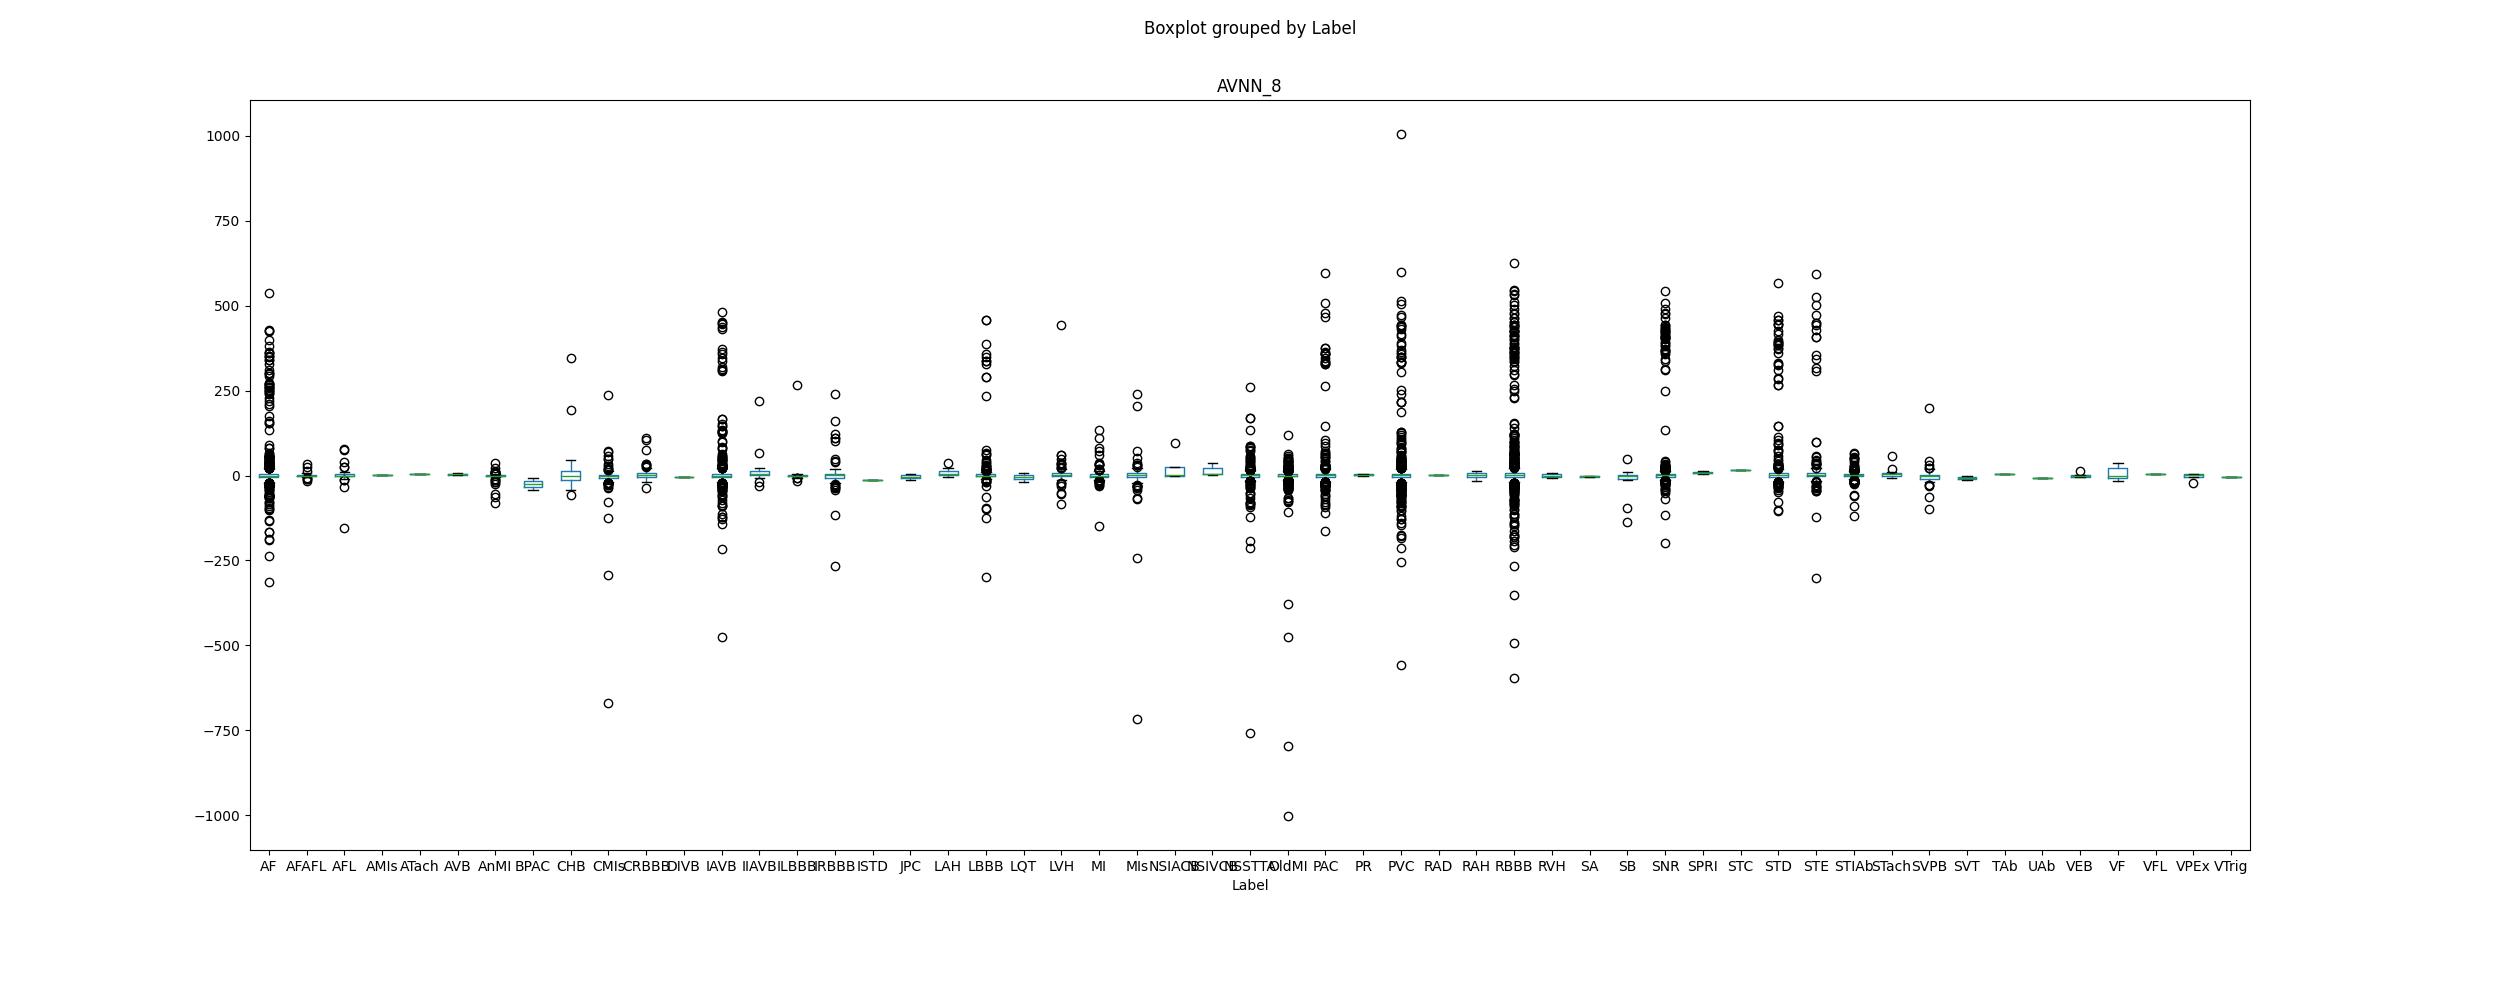 Boxplot grouped by Label
AVNN_8
1000
750
500
250
0
−250
−500
−750
−1000
AF AFAFL AFL AMIs ATach AVB AnMI BPAC CHB CMIs CRBBB DIVB IAVB IIAVB ILBBB IRBBB ISTD JPC LAH LBBB LQT LVH MI MIs NSIACB NSIVCB NSSTTA OldMI PAC PR PVC RAD RAH RBBB RVH SA SB SNR SPRI STC STD STE STIAb STach SVPB SVT TAb UAb VEB VF VFL VPEx VTrig
Label